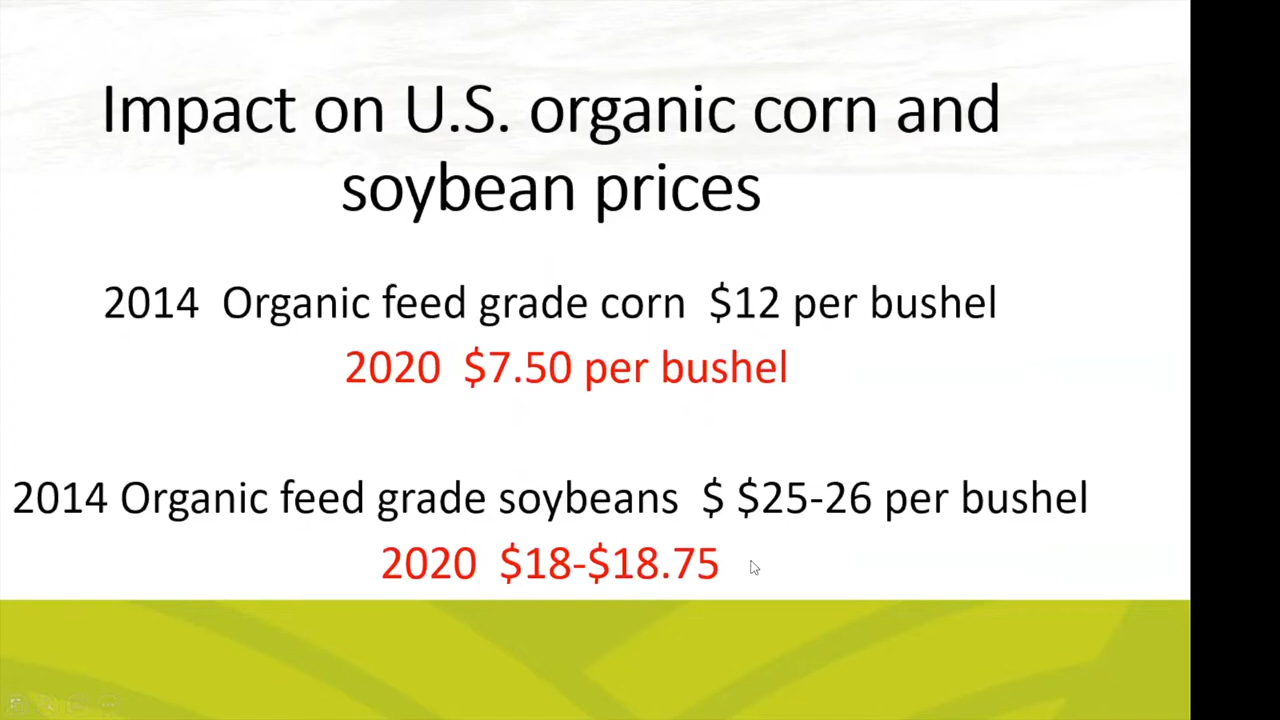 Impact on U.S. organic corn and
soybean prices
2014  Organic feed grade corn  $12 per bushel
2020  $7.50 per bushel
2014 Organic feed grade soybeans  $ $25-26 per bushel
2020  $18-$18.75